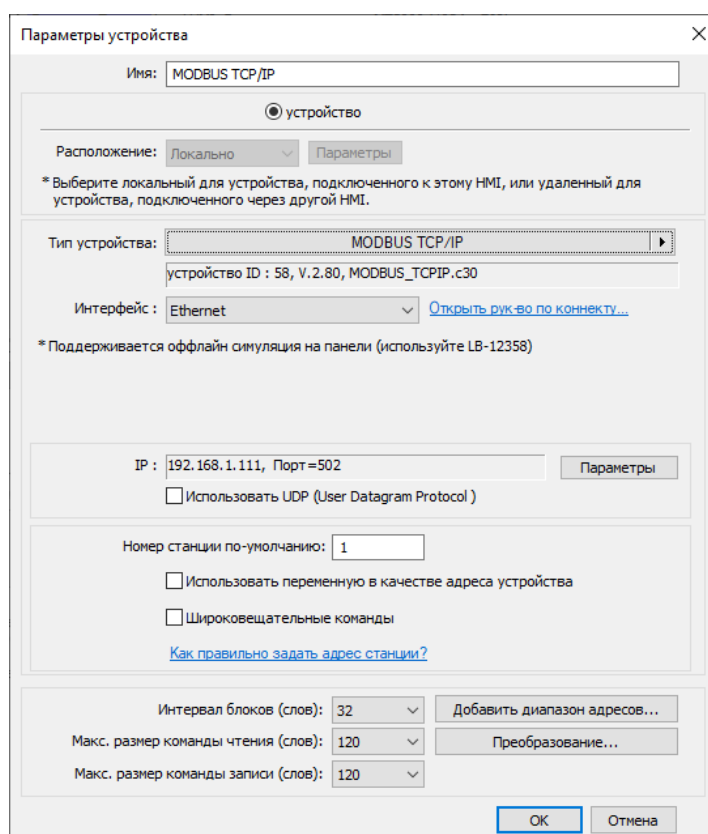 Параметры устройства
Имя: MODBUS TCP/IP
устройство
Расположение: Локально Параметры
* Выберите локальный для устройства, подключенного к этому HMI, или удаленный для
устройства, подключенного через другой HMI.
Тип устройства: MODBUS TCP/IP
устройство ID : 58, V.2.80, MODBUS_TCPIP.c30
Интерфейс : Ethernet Открыть рук-во по коннекту...
* Поддерживается оффлайн симуляция на панели (используйте LB-12358)
IP : 192.168.1.111, Порт=502 Параметры
Использовать UDP (User Datagram Protocol )
Номер станции по-умолчанию: 1
Использовать переменную в качестве адреса устройства
Широковещательные команды
Как правильно задать адрес станции?
Интервал блоков (слов): 32 Добавить диапазон адресов...
Макс. размер команды чтения (слов): 120 Преобразование...
Макс. размер команды записи (слов): 120
OK Отмена